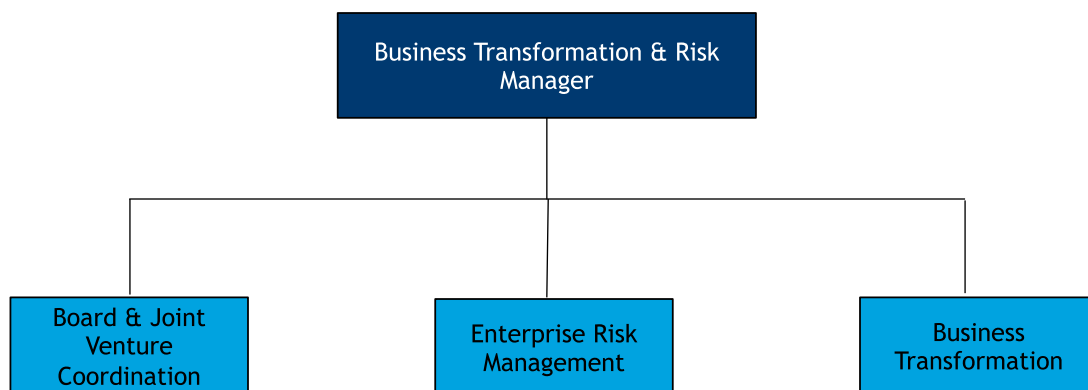 Business Transformation & Risk
Manager
Board & Joint
Venture
Coordination
Enterprise Risk
Management
Business
Transformation